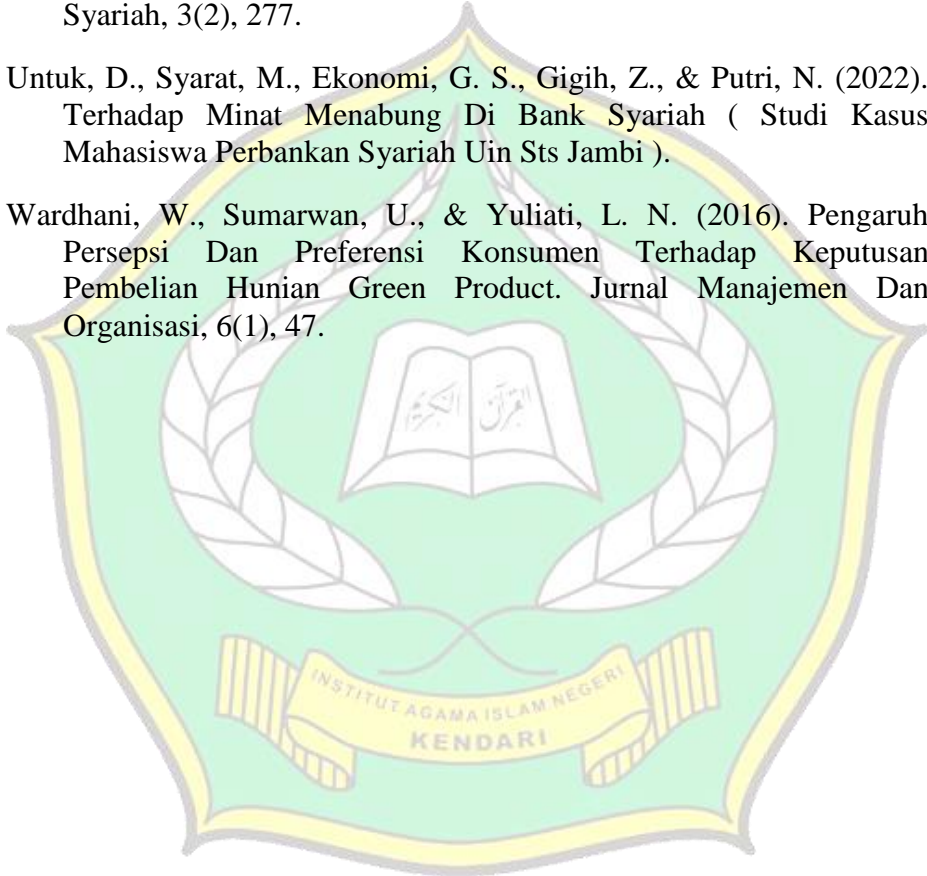 Syariah, 3(2), 277.
Untuk, D., Syarat, M., Ekonomi, G. S., Gigih, Z., & Putri, N. (2022).
Terhadap Minat Menabung Di Bank Syariah ( Studi Kasus
Mahasiswa Perbankan Syariah Uin Sts Jambi ).
Wardhani, W., Sumarwan, U., & Yuliati, L. N. (2016). Pengaruh
Persepsi Dan Preferensi Konsumen Terhadap Keputusan
Pembelian Hunian Green Product. Jurnal Manajemen Dan
Organisasi, 6(1), 47.
القرآن الكريم
INSTITUT AGAMA ISLAM NEGERI
KENDARI